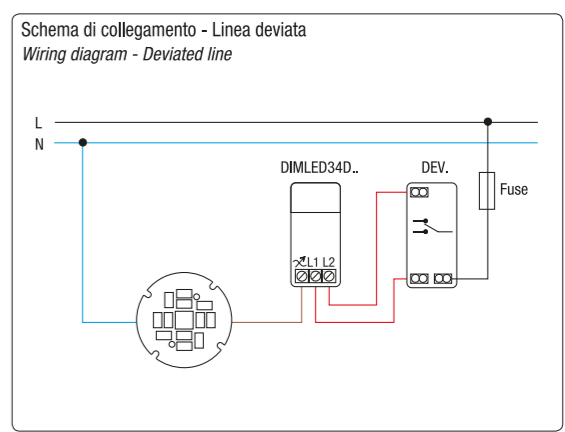 Schema di collegamento - Linea deviata
Wiring diagram - Deviated line
L
N
DIMLED34D..
DEV.
Fuse
L1 L2